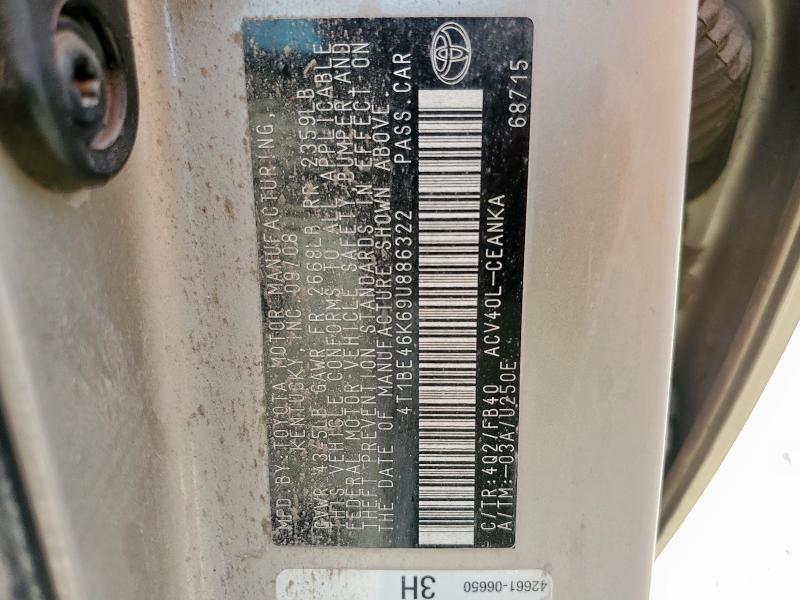 MFD BY:TOYOTA MOTOR MANUFACTURING,
KENTUCKY, INC.09/08
GVWR 4375LB GAWR FR 2668LB RR 2359LB
THIS VEHICLE CONFORMS TO ALL APPLICABLE
FEDERAL MOTOR VEHICLE SAFETY, BUMPER AND
THEFT PREVENTION STANDARDS IN EFFECT ON
THE DATE OF MANUFACTURE SHOWN ABOVE.
4T1BE46K69U886322 PASS.CAR
C/TR:4Q2/FB40 ACV40L-CEANKA
A/TM:-03A/U250E 68715
3H
42661-06650